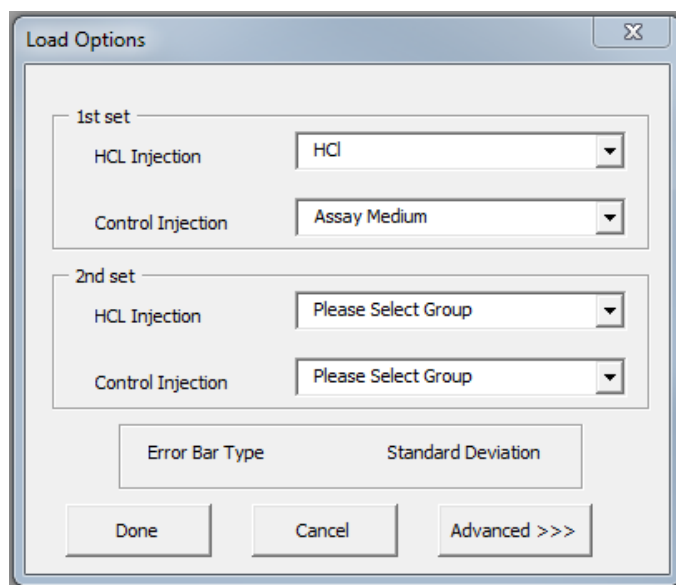 Load Options
1st set
HCL Injection HCl
Control Injection Assay Medium
2nd set
HCL Injection Please Select Group
Control Injection Please Select Group
Error Bar Type Standard Deviation
Done Cancel Advanced >>>